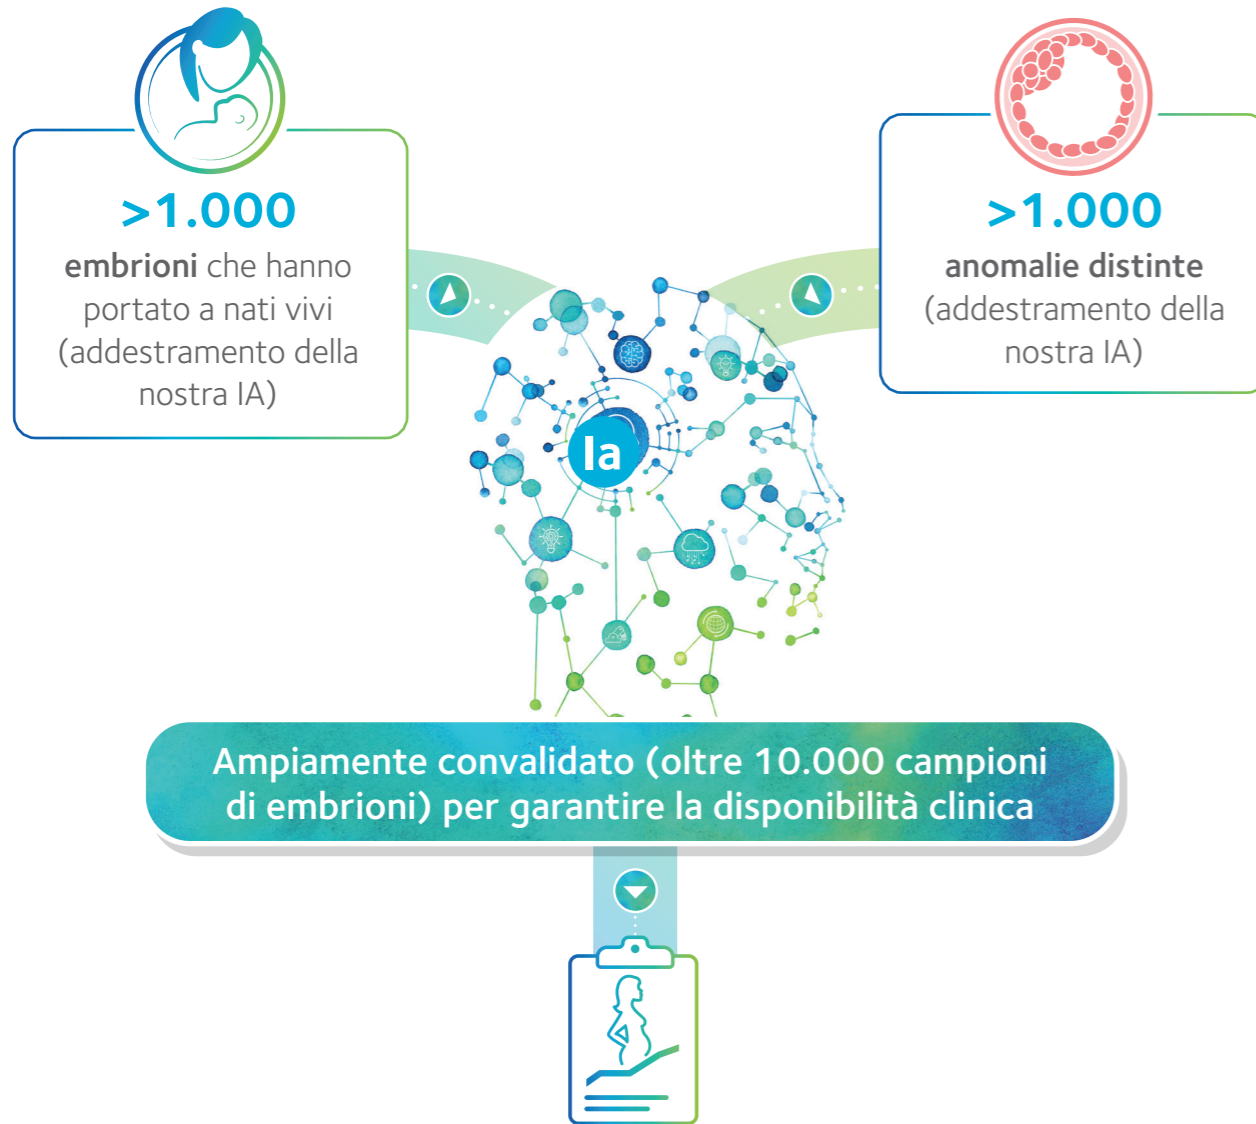 >1.000
embrioni che hanno
portato a nati vivi
(addestramento della
nostra IA)
>1.000
anomalie distinte
(addestramento della
nostra IA)
Ia
Ampiamente convalidato (oltre 10.000 campioni
di embrioni) per garantire la disponibilità clinica